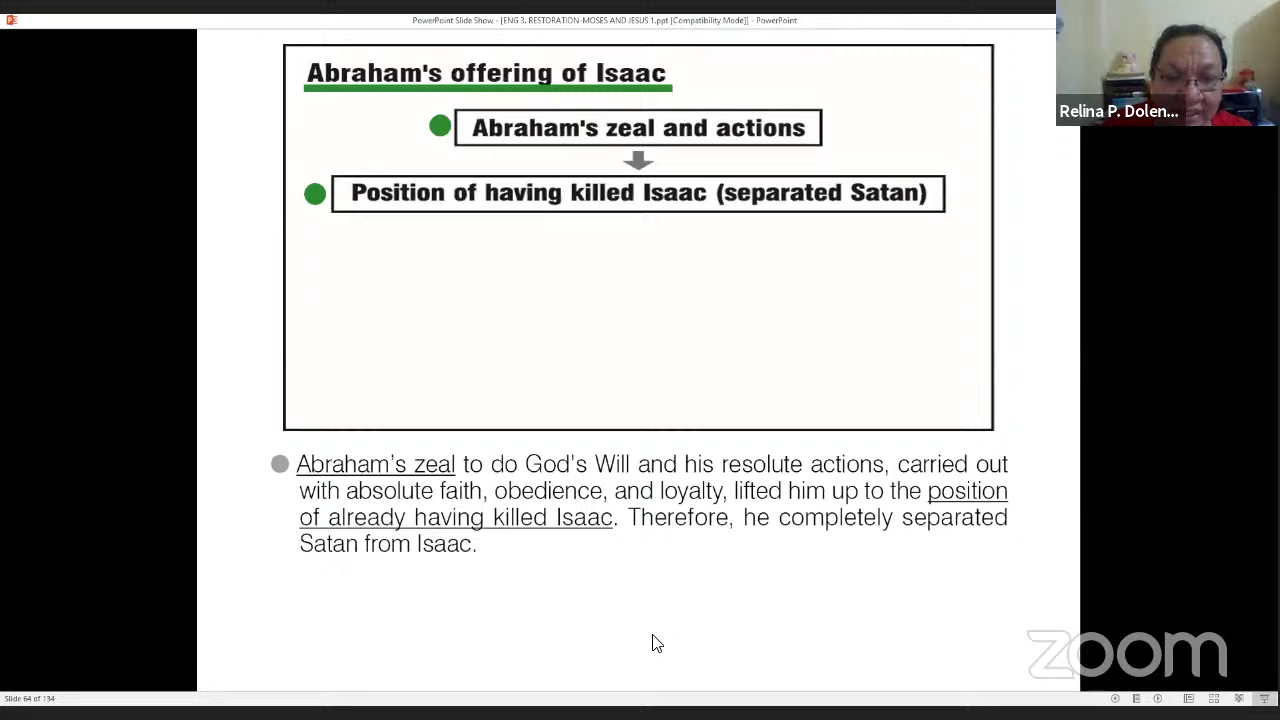 PowerPoint Slide Show - [ENG 3. RESTORATION-MOSES AND JESUS 1.ppt [Compatibility Mode]] - PowerPoint
Relina P. Dolen...
Abraham's offering of Isaac
Abraham's zeal and actions
Position of having killed Isaac (separated Satan)
Abraham's zeal to do God's Will and his resolute actions, carried out
with absolute faith, obedience, and loyalty, lifted him up to the position
of already having killed Isaac. Therefore, he completely separated
Satan from Isaac.
zoom
Slide 64 of 134